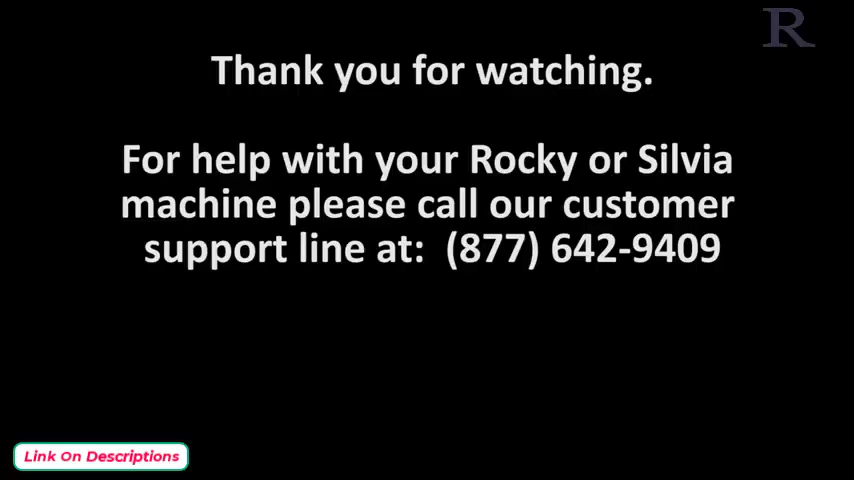 R
Thank you for watching.
For help with your Rocky or Silvia
machine please call our customer
support line at: (877) 642-9409
Link On Descriptions